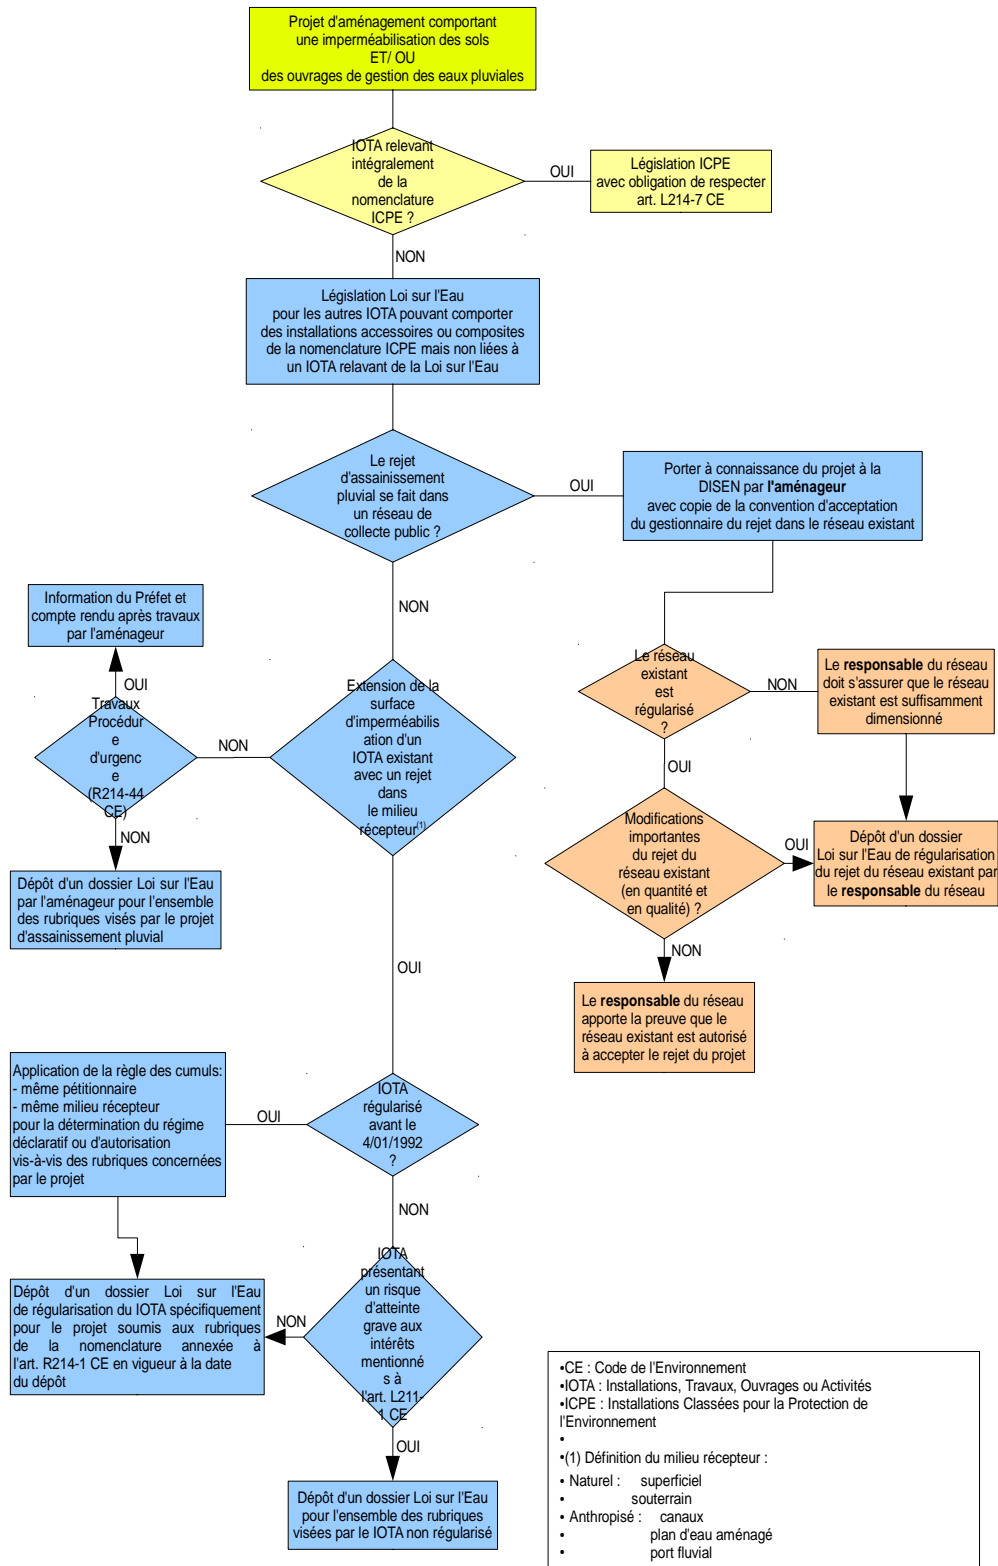 Projet d'aménagement comportant
une imperméabilisation des sols
ET/ OU
des ouvrages de gestion des eaux pluviales
IOTA relevant
intégralement
de la
nomenclature
ICPE ?
OUI
Législation ICPE
avec obligation de respecter
art. L214-7 CE
NON
Législation Loi sur l'Eau
pour les autres IOTA pouvant comporter
des installations accessoires ou composites
de la nomenclature ICPE mais non liées à
un IOTA relavant de la Loi sur l'Eau
Le rejet
d'assainissement
pluvial se fait dans
un réseau de
collecte public ?
OUI
Porter à connaissance du projet à la
DISEN par l'aménageur
avec copie de la convention d'acceptation
du gestionnaire du rejet dans le réseau existant
NON
Information du Préfet et
compte rendu après travaux
par l'aménageur
OUI
Travaux
Procédur
e
d'urgenc
e
(R214-44
CE)
NON
NON
Dépôt d'un dossier Loi sur l'Eau
par l'aménageur pour l'ensemble
des rubriques visés par le projet
d'assainissement pluvial
Extension de la
surface
d'imperméabilis
ation d'un
IOTA existant
avec un rejet
dans
le milieu
récepteur(1)
OUI
Le réseau
existant
est
régularisé
?
NON
Le responsable du réseau
doit s'assurer que le réseau
existant est suffisamment
dimensionné
OUI
Modifications
importantes
du rejet du
réseau existant
(en quantité et
en qualité) ?
OUI
Dépôt d'un dossier
Loi sur l'Eau de régularisation
du rejet du réseau existant par
le responsable du réseau
NON
Le responsable du réseau
apporte la preuve que le
réseau existant est autorisé
à accepter le rejet du projet
Application de la règle des cumuls:
- même pétitionnaire
- même milieu récepteur
pour la détermination du régime
déclaratif ou d'autorisation
vis-à-vis des rubriques concernées
par le projet
OUI
IOTA
régularisé
avant le
4/01/1992
?
NON
Dépôt d'un dossier Loi sur l'Eau
de régularisation du IOTA spécifiquement
pour le projet soumis aux rubriques
de la nomenclature annexée à
l'art. R214-1 CE en vigueur à la date
du dépôt
NON
IOTA
présentant
un risque
d'atteinte
grave aux
intérêts
mentionné
s à
l'art. L211-
1 CE
OUI
Dépôt d'un dossier Loi sur l'Eau
pour l'ensemble des rubriques
visées par le IOTA non régularisé
•CE : Code de l'Environnement
•IOTA : Installations, Travaux, Ouvrages ou Activités
•ICPE : Installations Classées pour la Protection de
l'Environnement
•
•(1) Définition du milieu récepteur :
• Naturel : superficiel
• souterrain
• Anthropisé : canaux
• plan d'eau aménagé
• port fluvial